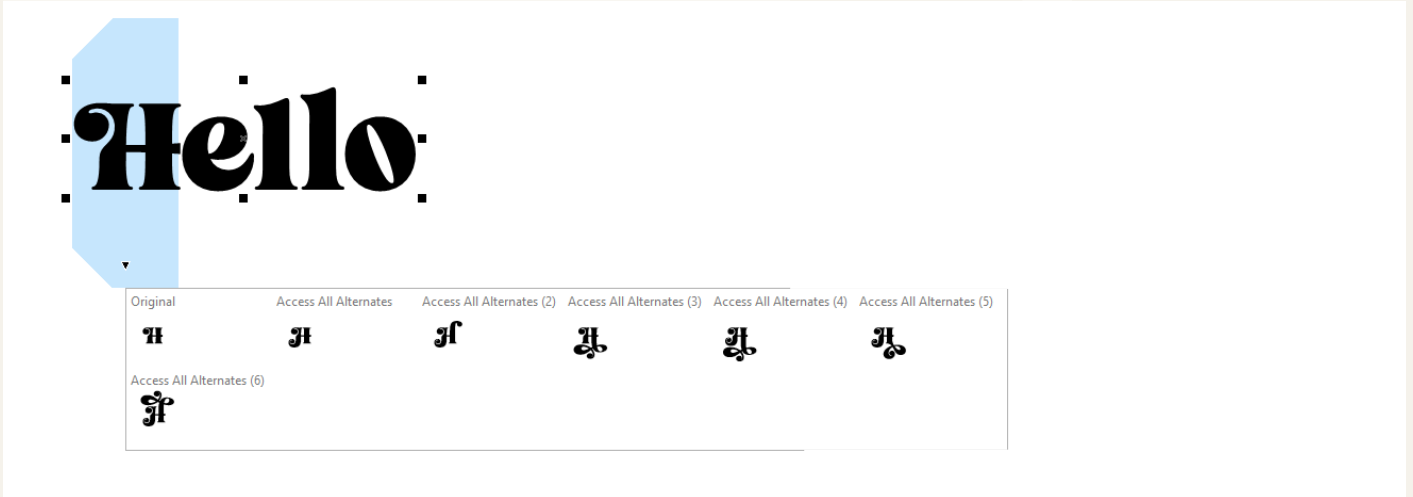 Hello
Original Access All Alternates Access All Alternates (2) Access All Alternates (3) Access All Alternates (4) Access All Alternates (5)
H H H H H H
Access All Alternates (6)
H